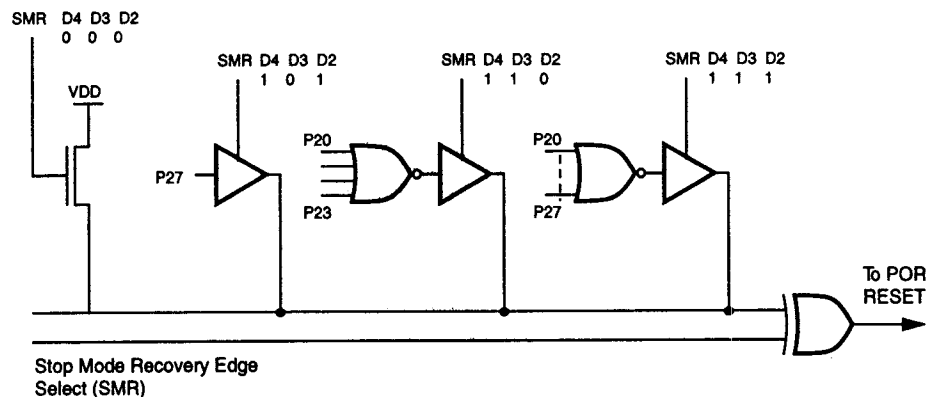 SMR D4 D3 D2
0 0 0
VDD
SMR D4 D3 D2
1 0 1
P27
SMR D4 D3 D2
1 1 0
P20
P23
SMR D4 D3 D2
1 1 1
P20
P27
To POR
RESET
Stop Mode Recovery Edge
Select (SMR)